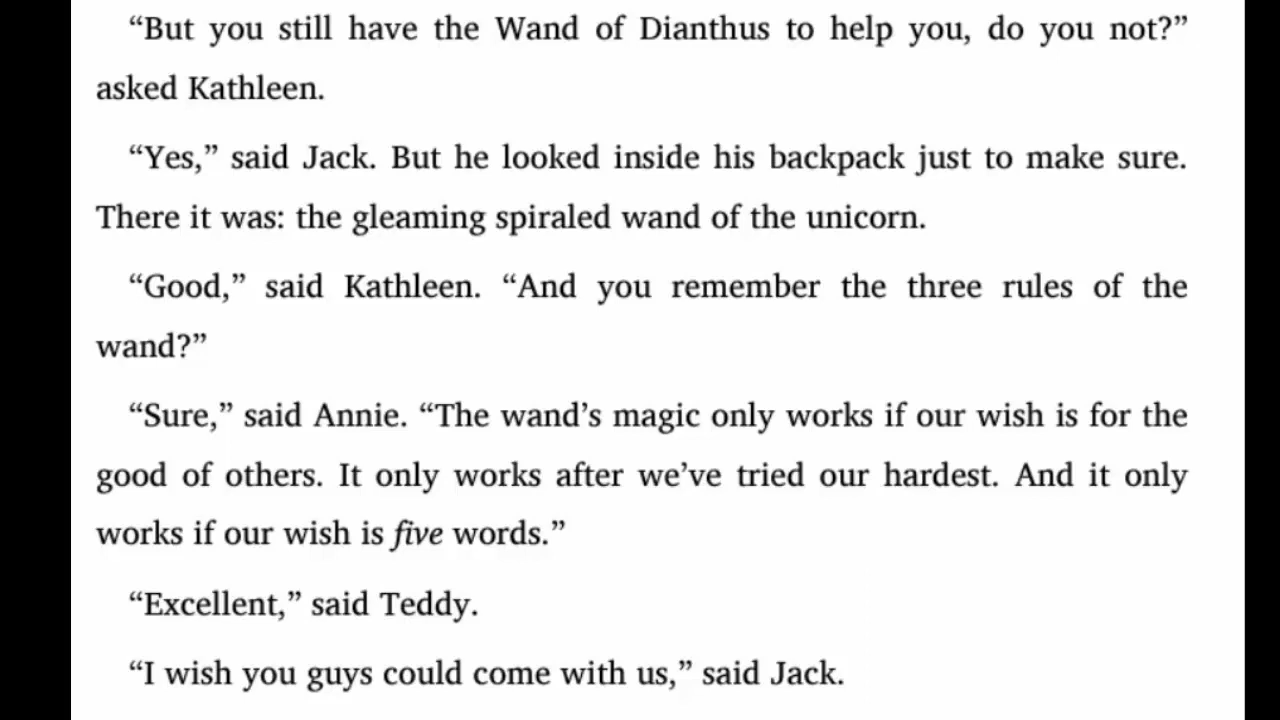 “But you still have the Wand of Dianthus to help you, do you not?”
asked Kathleen.
“Yes,” said Jack. But he looked inside his backpack just to make sure.
There it was: the gleaming spiraled wand of the unicorn.
“Good,” said Kathleen. “And you remember the three rules of the
wand?”
“Sure,” said Annie. “The wand’s magic only works if our wish is for the
good of others. It only works after we’ve tried our hardest. And it only
works if our wish is five words.”
“Excellent,” said Teddy.
“I wish you guys could come with us,” said Jack.